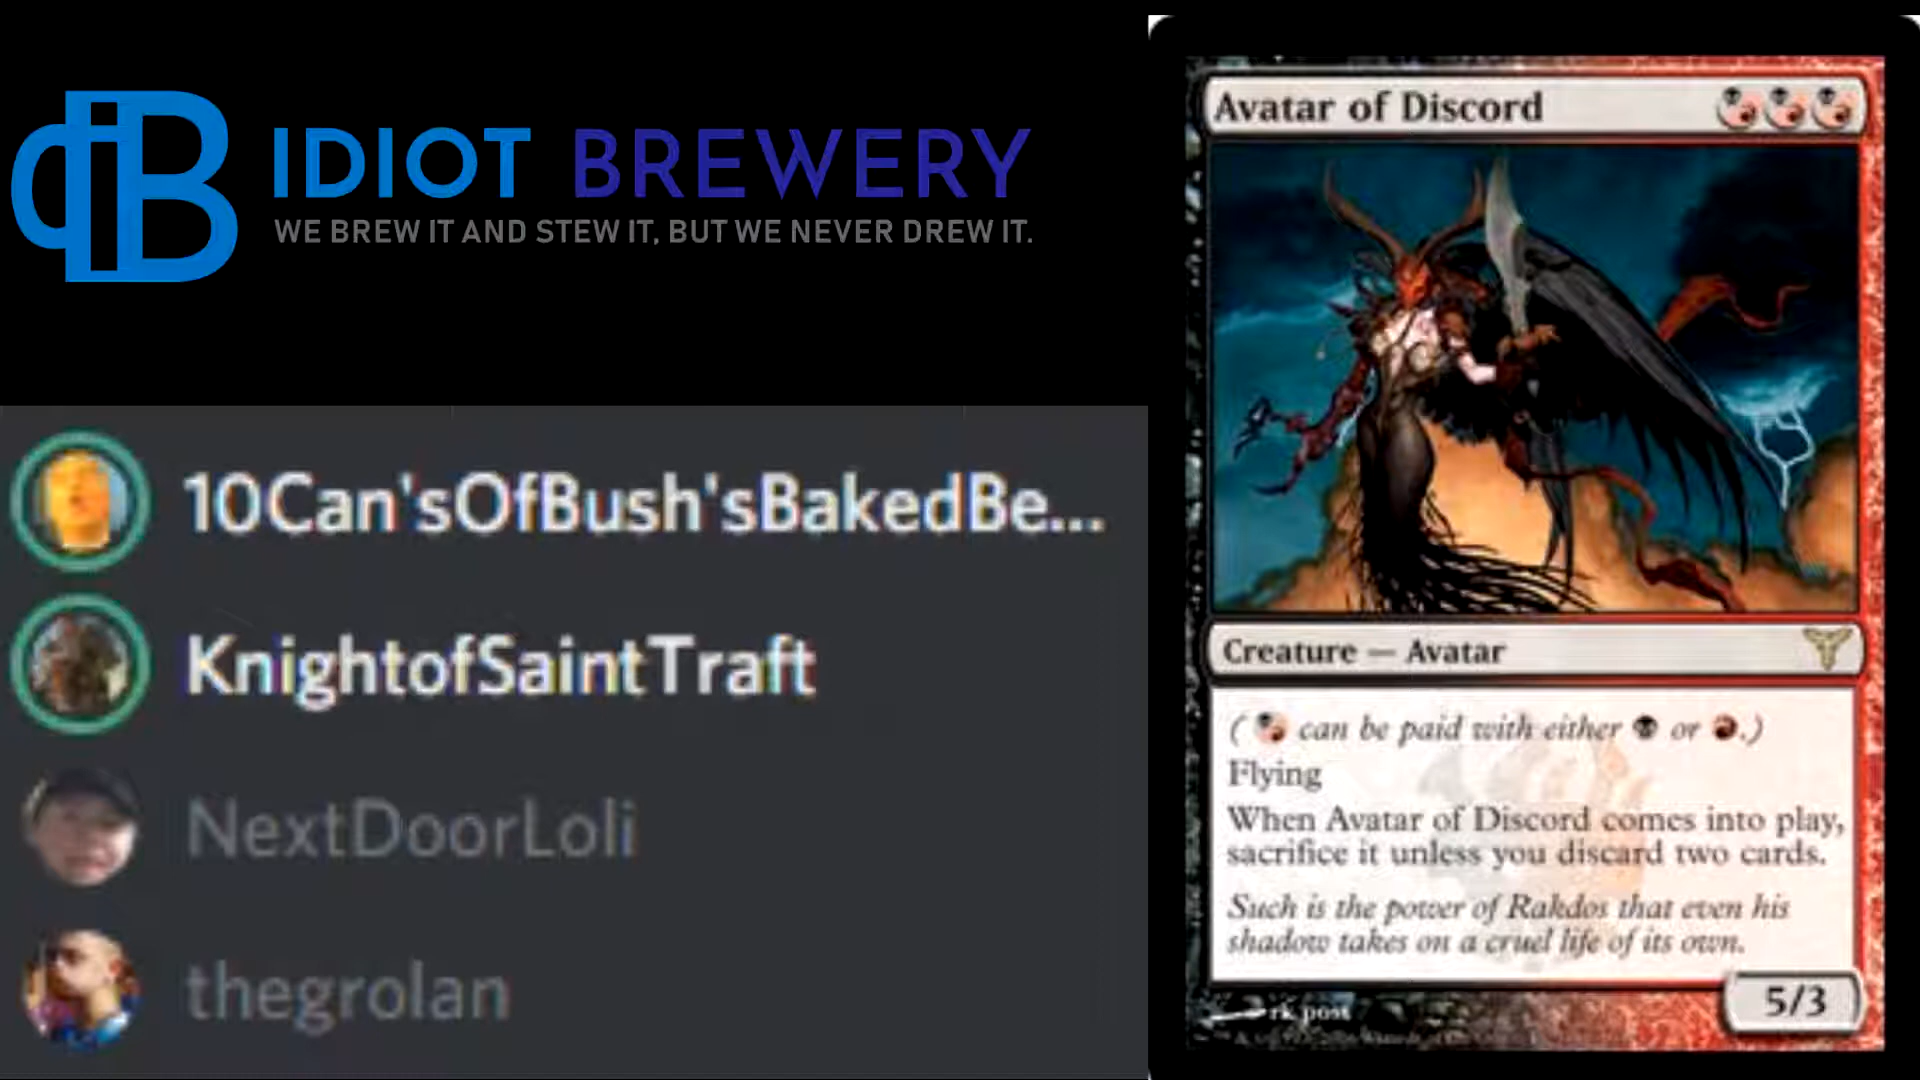 IDIOT BREWERY
WE BREW IT AND STEW IT, BUT WE NEVER DREW IT.
10Can'sOfBush'sBakedBe...
KnightofSaintTraft
NextDoorLoli
thegrolan
Avatar of Discord
Creature — Avatar
( can be paid with either or .)
Flying
When Avatar of Discord comes into play,
sacrifice it unless you discard two cards.
Such is the power of Rakdos that even his
shadow takes on a cruel life of its own.
5/3
rk post